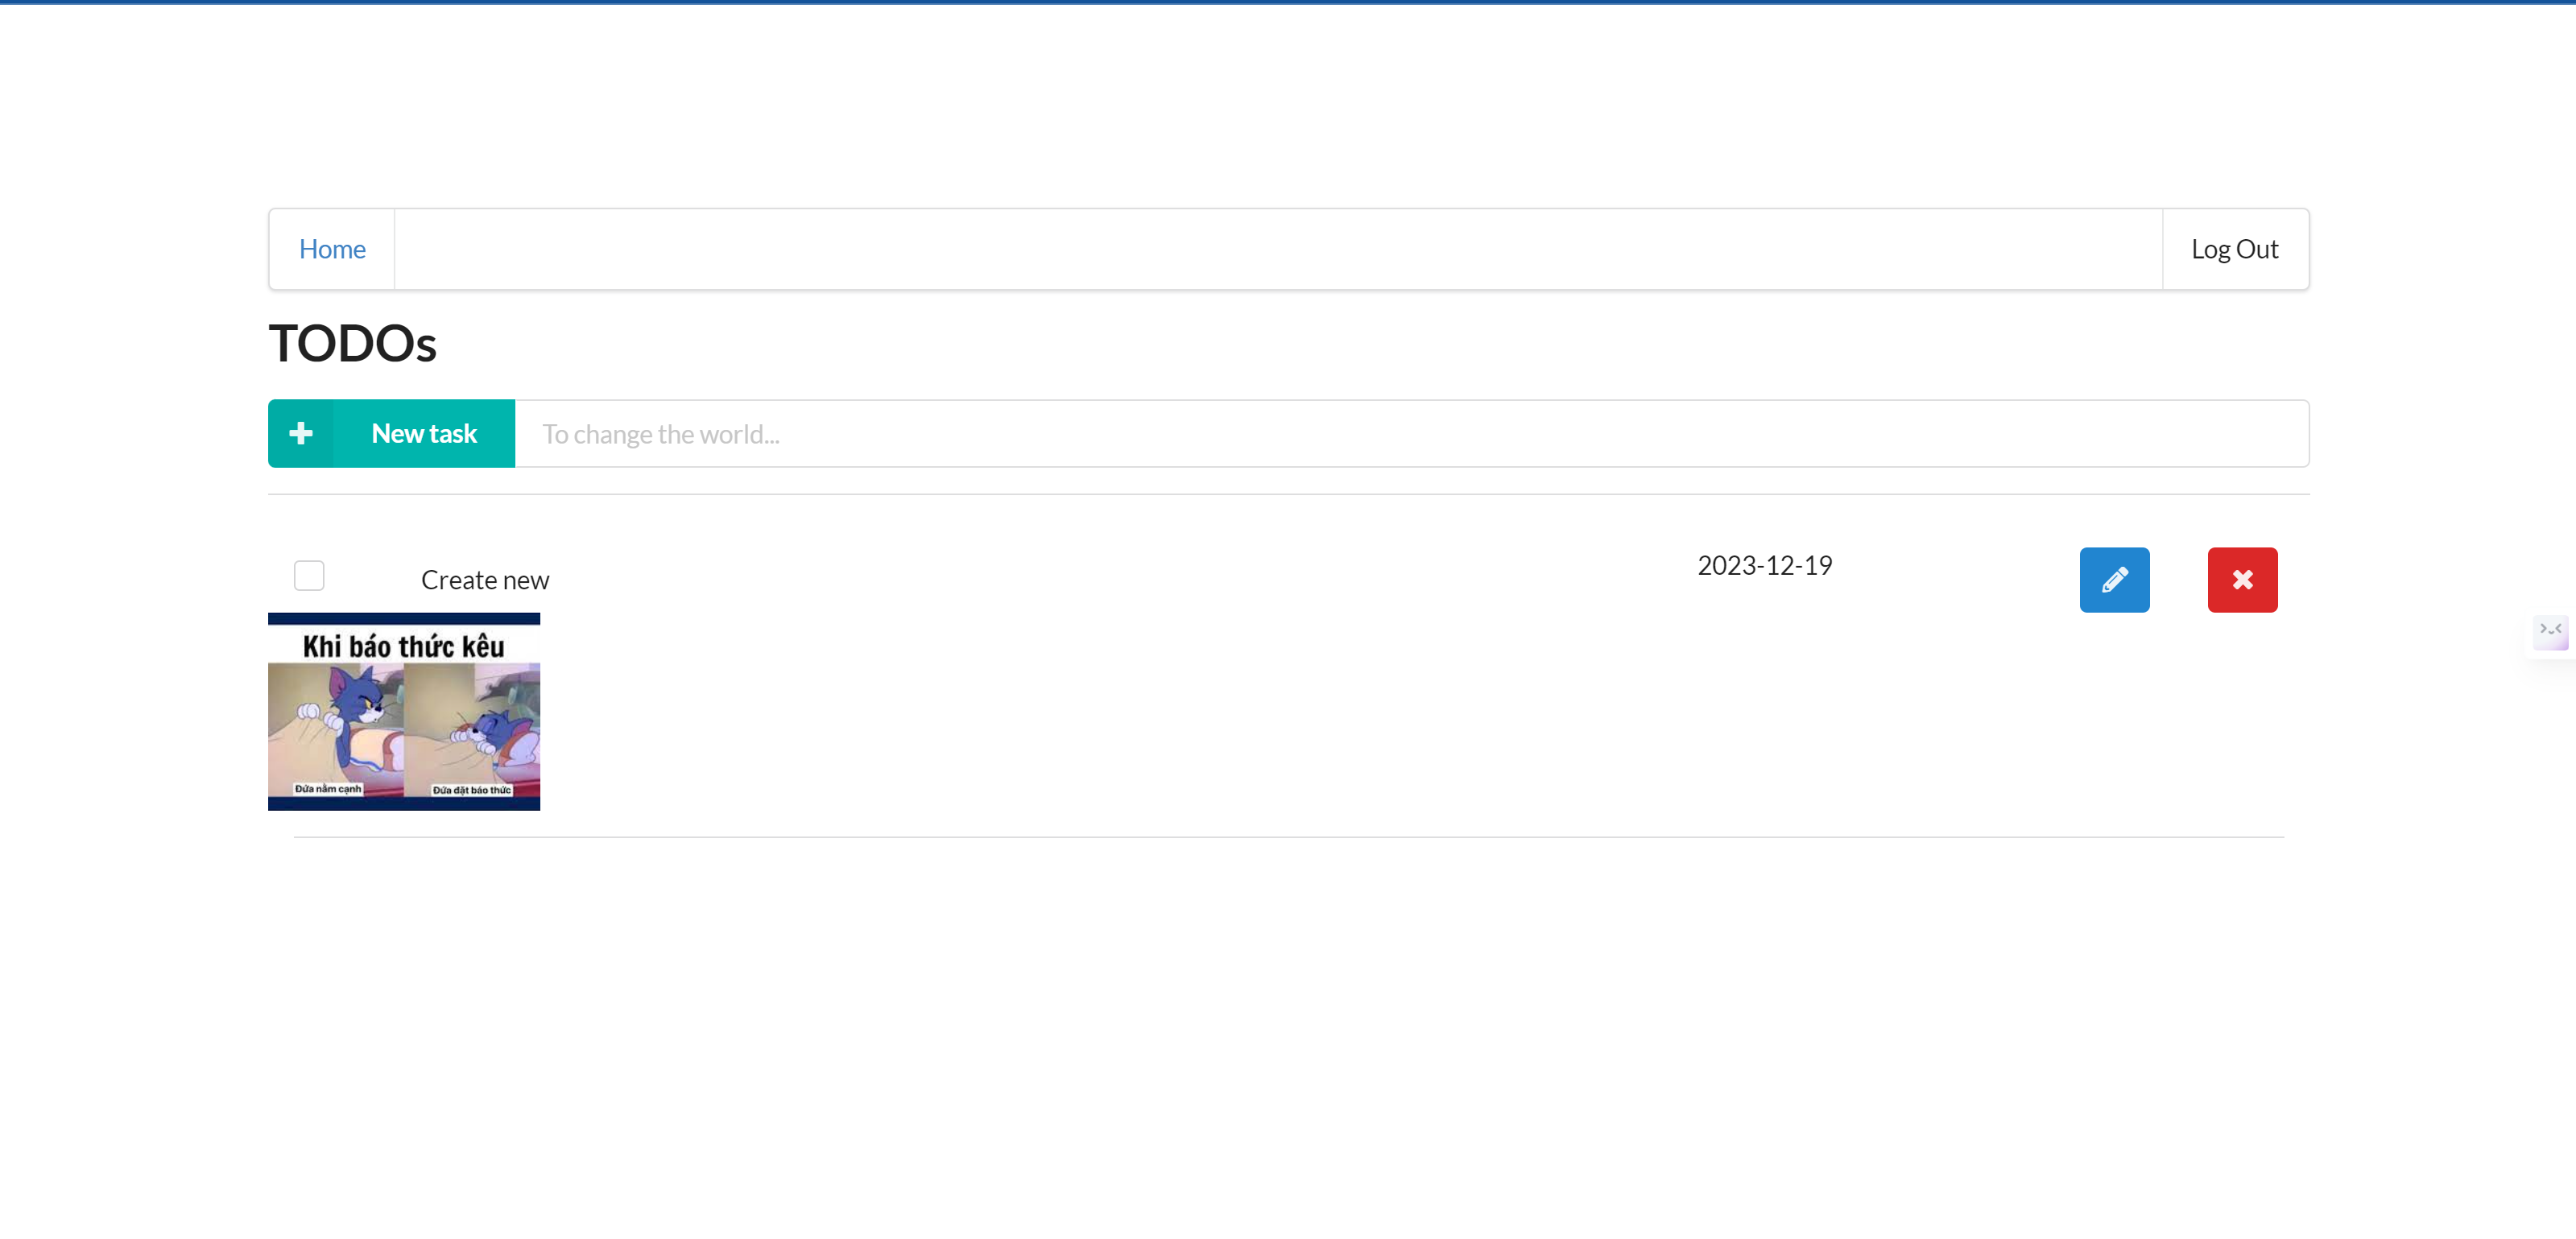 Home
Log Out
TODOs
New task
To change the world...
Create new
2023-12-19
Khi báo thức kêu
Đứa nằm cạnh
Đứa đặt báo thức